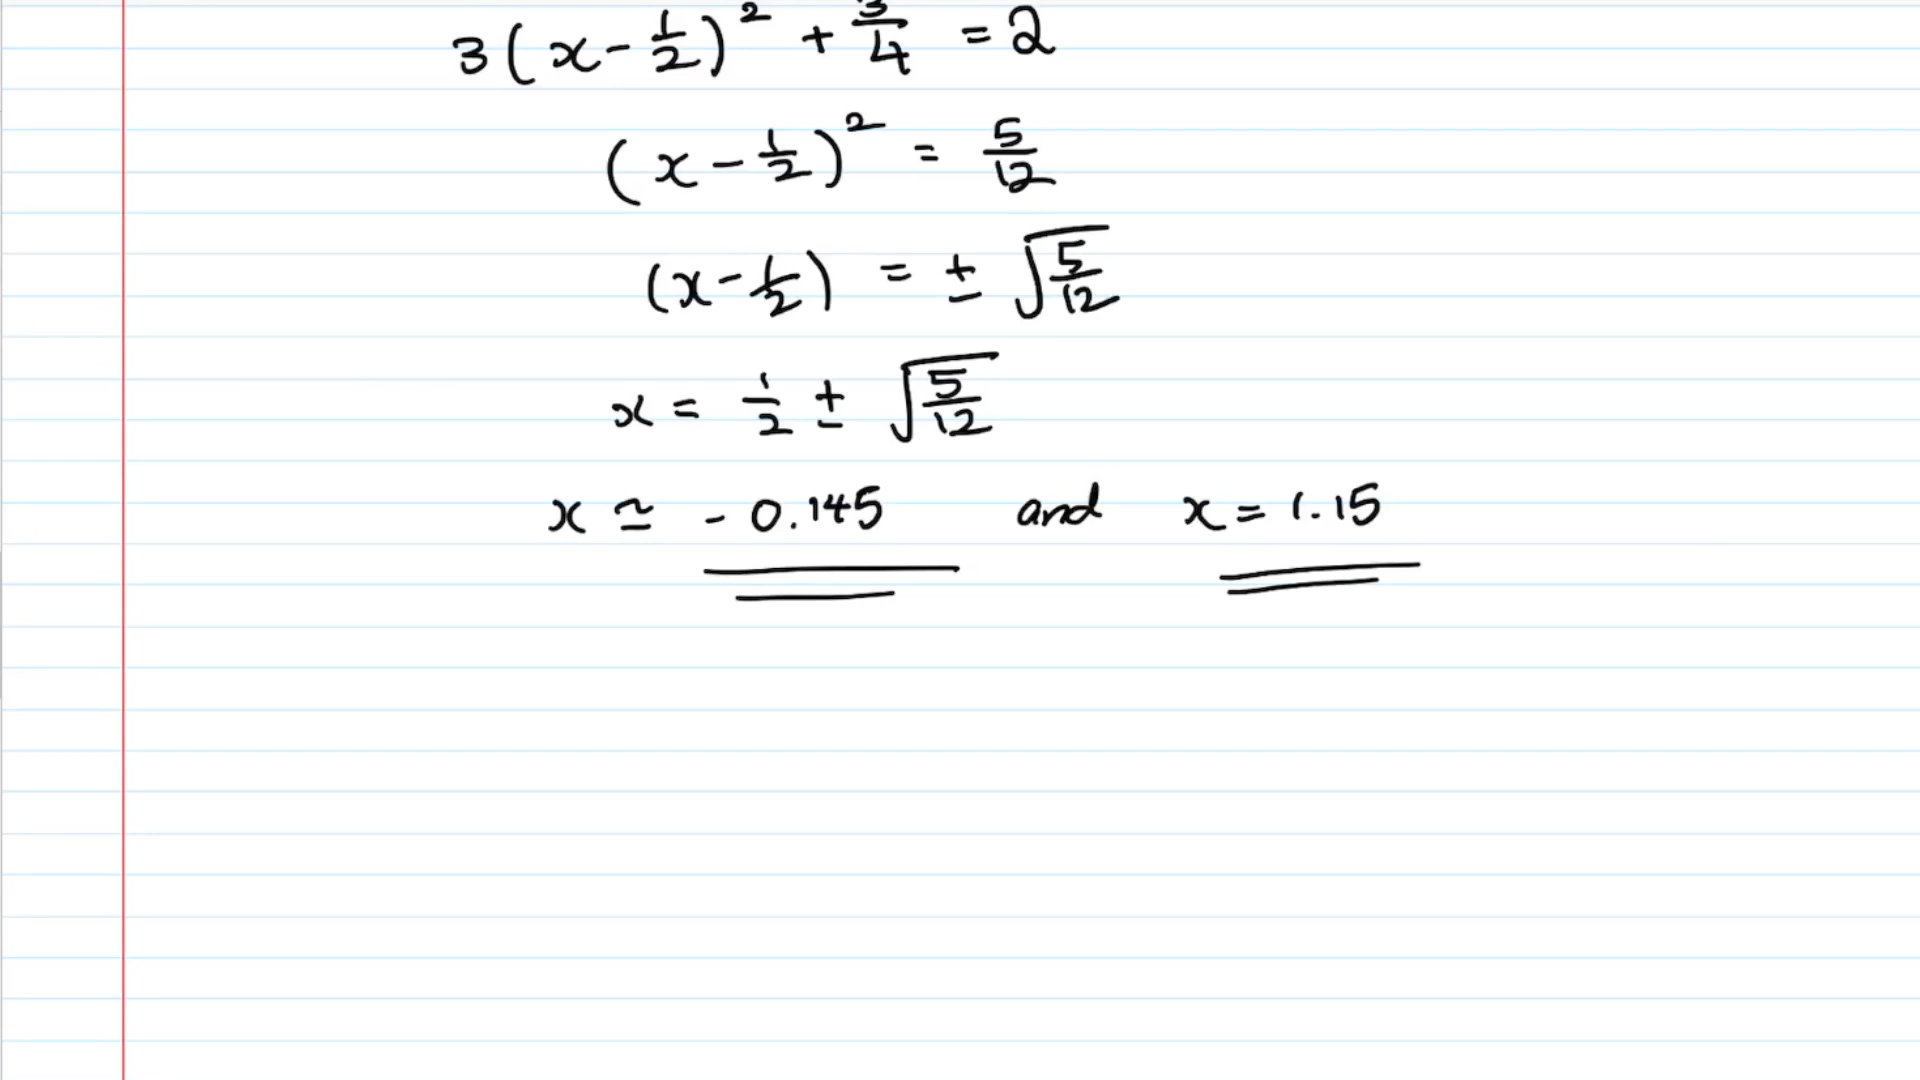 3(x - 1/2)² + 3/4 = 2
(x - 1/2)² = 5/12
(x - 1/2) = ± √(5/12)
x = 1/2 ± √(5/12)
x ≃ - 0.145 and x = 1.15